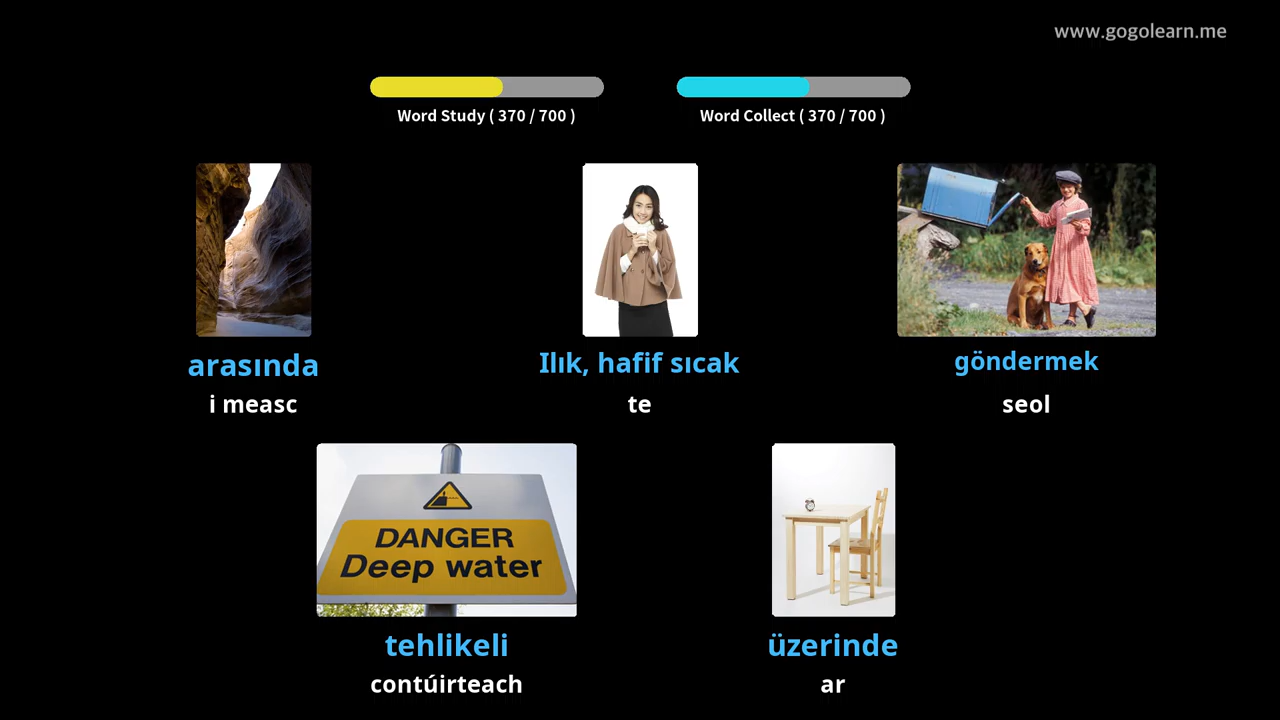 www.gogolearn.me
Word Study ( 370 / 700 )
Word Collect ( 370 / 700 )
arasında
i measc
Ilık, hafif sıcak
te
göndermek
seol
DANGER
Deep water
tehlikeli
contúirteach
üzerinde
ar